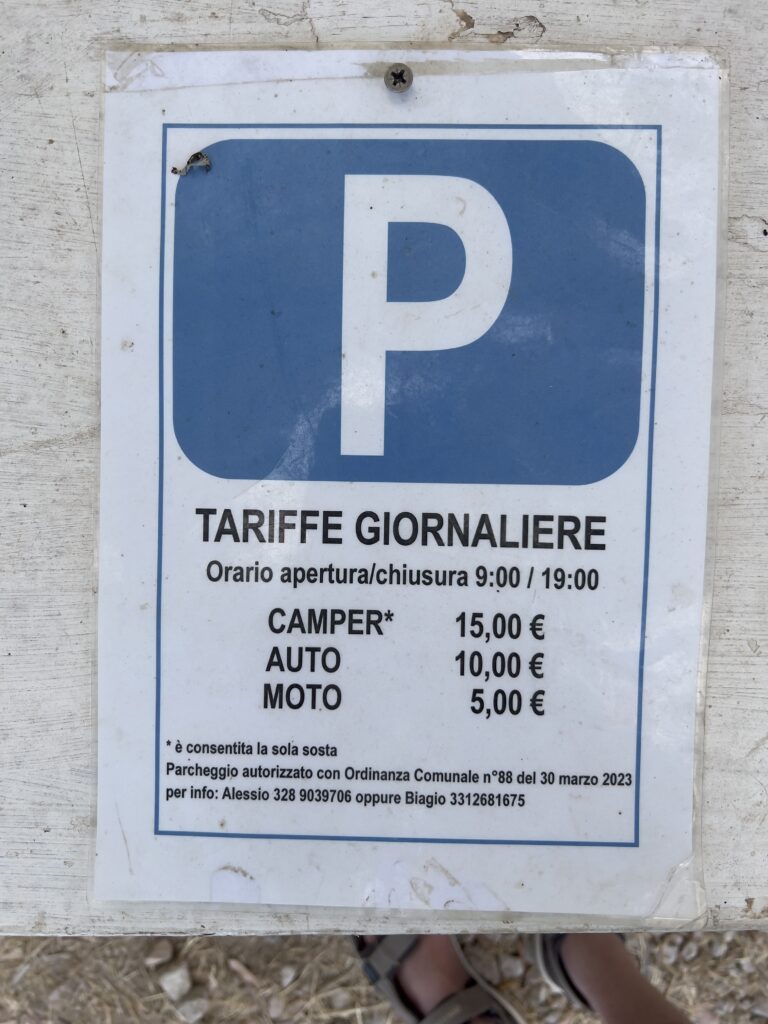 P
TARIFFE GIORNALIERE
Orario apertura/chiusura 9:00 / 19:00
CAMPER* 15,00 €
AUTO 10,00 €
MOTO 5,00 €
* è consentita la sola sosta
Parcheggio autorizzato con Ordinanza Comunale n°88 del 30 marzo 2023
per info: Alessio 328 9039706 oppure Biagio 3312681675